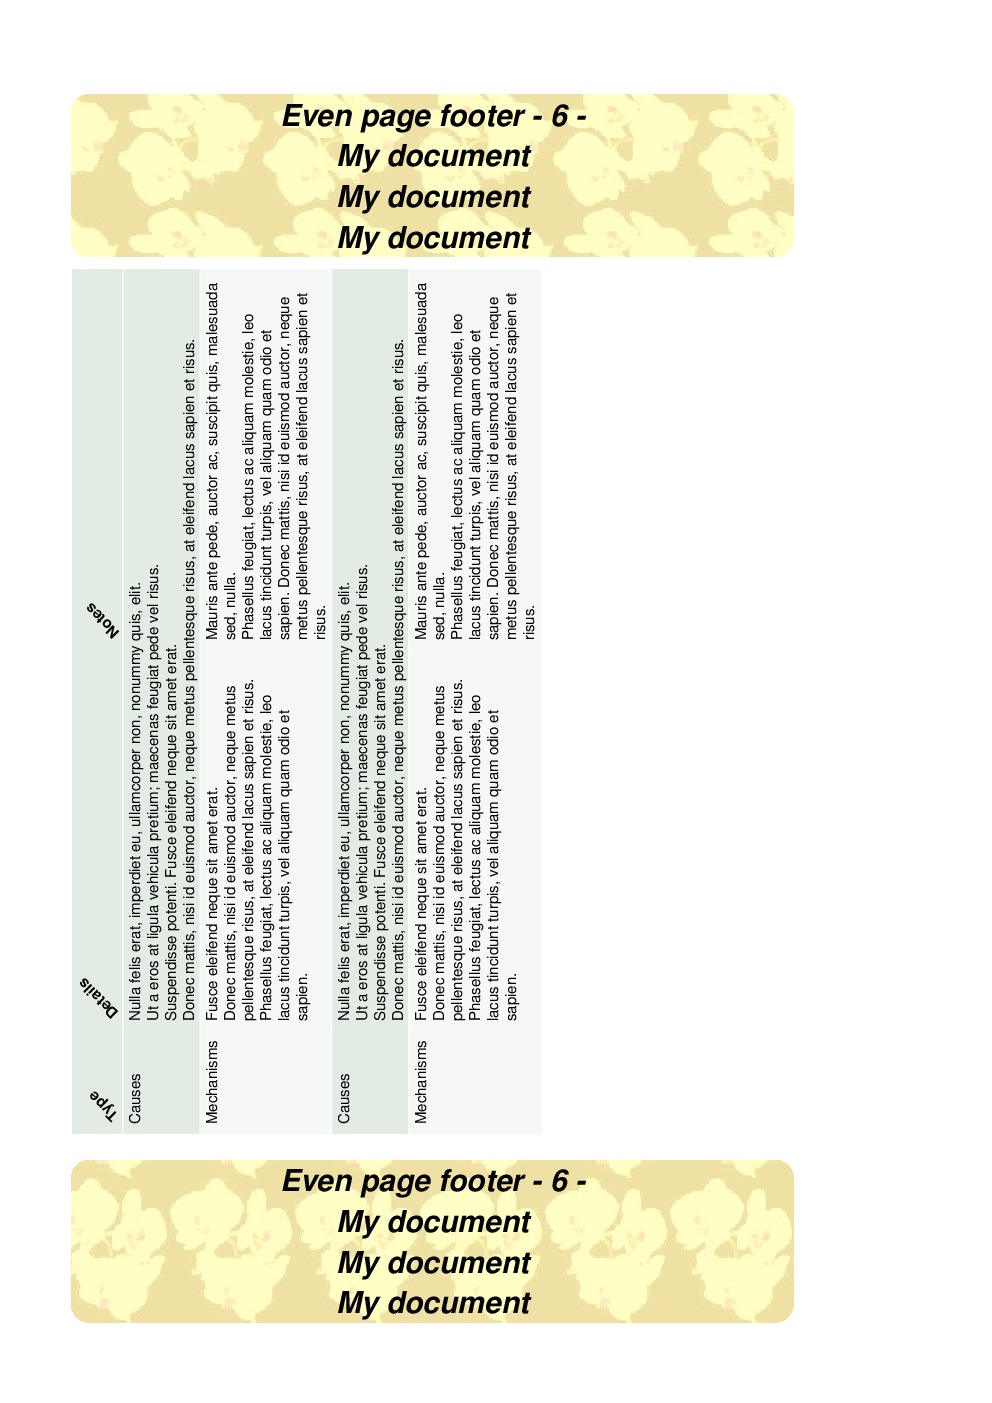 Even page footer - 6 -
My document
My document
My document
Type
Details
Notes
Causes
Nulla felis erat, imperdiet eu, ullamcorper non, nonummy quis, elit.
Ut a eros at ligula vehicula pretium; maecenas feugiat pede vel risus.
Suspendisse potenti. Fusce eleifend neque sit amet erat.
Donec mattis, nisi id euismod auctor, neque metus pellentesque risus, at eleifend lacus sapien et risus.
Mechanisms
Fusce eleifend neque sit amet erat.
Donec mattis, nisi id euismod auctor, neque metus
pellentesque risus, at eleifend lacus sapien et risus.
Phasellus feugiat, lectus ac aliquam molestie, leo
lacus tincidunt turpis, vel aliquam quam odio et
sapien.
Mauris ante pede, auctor ac, suscipit quis, malesuada
sed, nulla.
Phasellus feugiat, lectus ac aliquam molestie, leo
lacus tincidunt turpis, vel aliquam quam odio et
sapien. Donec mattis, nisi id euismod auctor, neque
metus pellentesque risus, at eleifend lacus sapien et
risus.
Causes
Nulla felis erat, imperdiet eu, ullamcorper non, nonummy quis, elit.
Ut a eros at ligula vehicula pretium; maecenas feugiat pede vel risus.
Suspendisse potenti. Fusce eleifend neque sit amet erat.
Donec mattis, nisi id euismod auctor, neque metus pellentesque risus, at eleifend lacus sapien et risus.
Mechanisms
Fusce eleifend neque sit amet erat.
Donec mattis, nisi id euismod auctor, neque metus
pellentesque risus, at eleifend lacus sapien et risus.
Phasellus feugiat, lectus ac aliquam molestie, leo
lacus tincidunt turpis, vel aliquam quam odio et
sapien.
Mauris ante pede, auctor ac, suscipit quis, malesuada
sed, nulla.
Phasellus feugiat, lectus ac aliquam molestie, leo
lacus tincidunt turpis, vel aliquam quam odio et
sapien. Donec mattis, nisi id euismod auctor, neque
metus pellentesque risus, at eleifend lacus sapien et
risus.
Even page footer - 6 -
My document
My document
My document